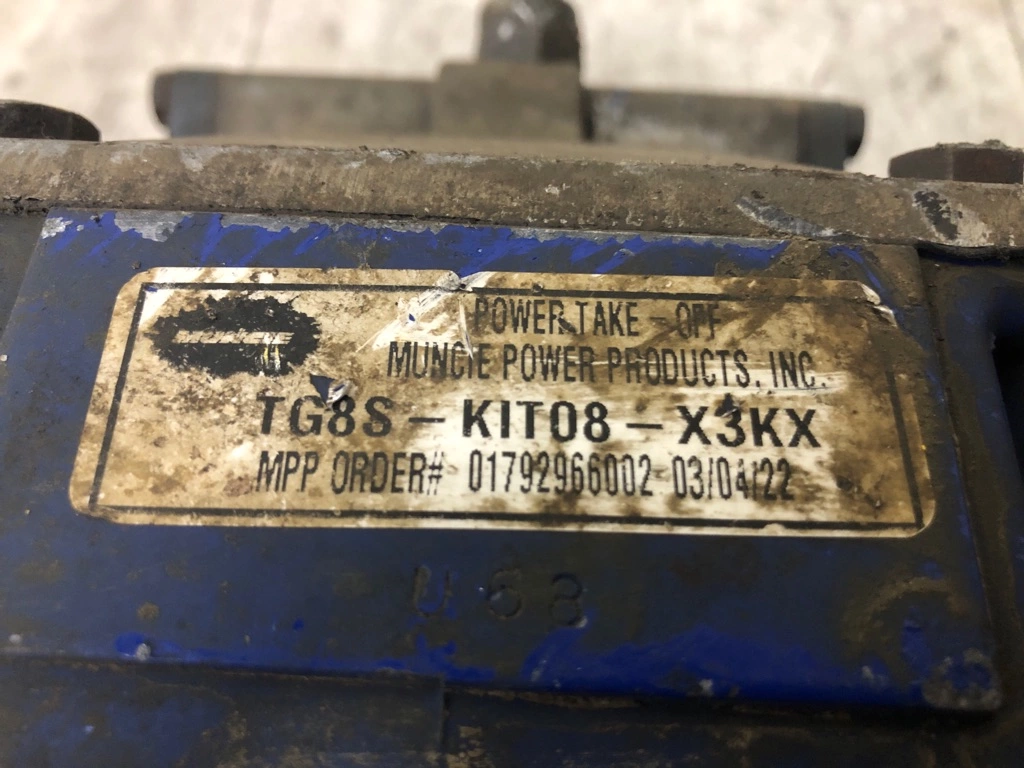 POWER TAKE - OFF
MUNCIE POWER PRODUCTS, INC.
TG8S - KIT08 - X3KX
MPP ORDER# 01792966002 03/04/22